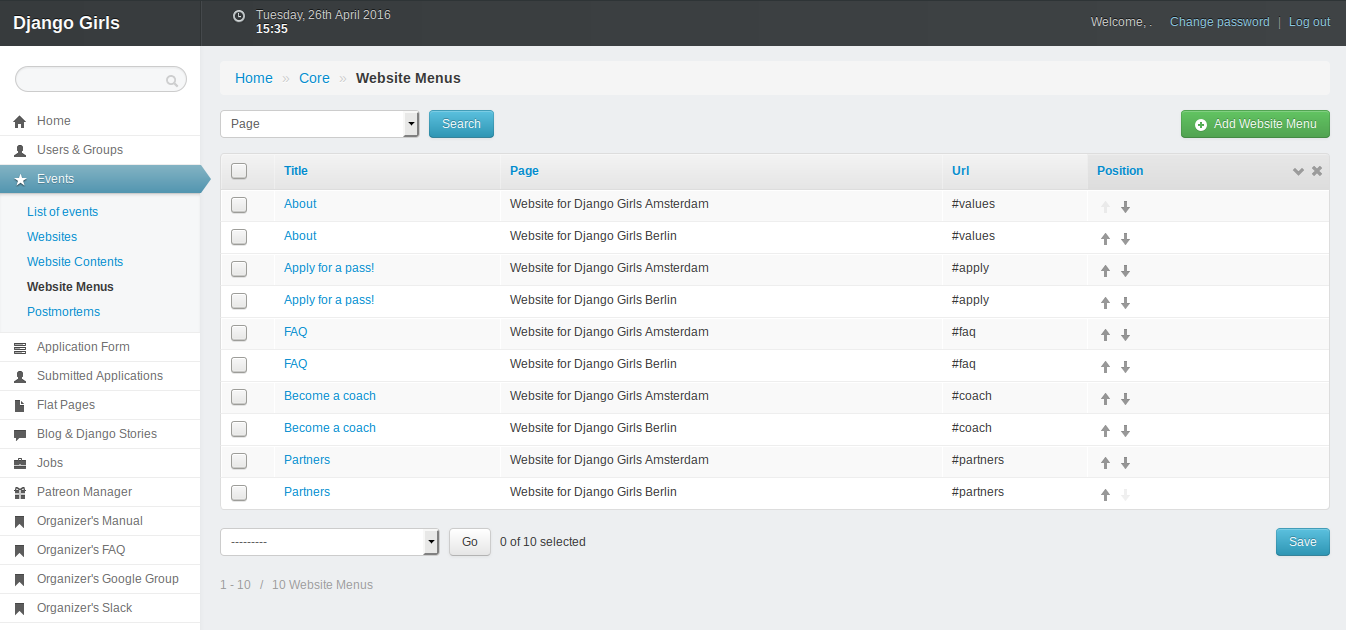 Django Girls
Tuesday, 26th April 2016
15:35
Welcome, . Change password | Log out
Home
Users & Groups
Events
List of events
Websites
Website Contents
Website Menus
Postmortems
Application Form
Submitted Applications
Flat Pages
Blog & Django Stories
Jobs
Patreon Manager
Organizer's Manual
Organizer's FAQ
Organizer's Google Group
Organizer's Slack
Home » Core » Website Menus
Page Search Add Website Menu
Title Page Url Position
About Website for Django Girls Amsterdam #values
About Website for Django Girls Berlin #values
Apply for a pass! Website for Django Girls Amsterdam #apply
Apply for a pass! Website for Django Girls Berlin #apply
FAQ Website for Django Girls Amsterdam #faq
FAQ Website for Django Girls Berlin #faq
Become a coach Website for Django Girls Amsterdam #coach
Become a coach Website for Django Girls Berlin #coach
Partners Website for Django Girls Amsterdam #partners
Partners Website for Django Girls Berlin #partners
--------- Go 0 of 10 selected Save
1 - 10 / 10 Website Menus